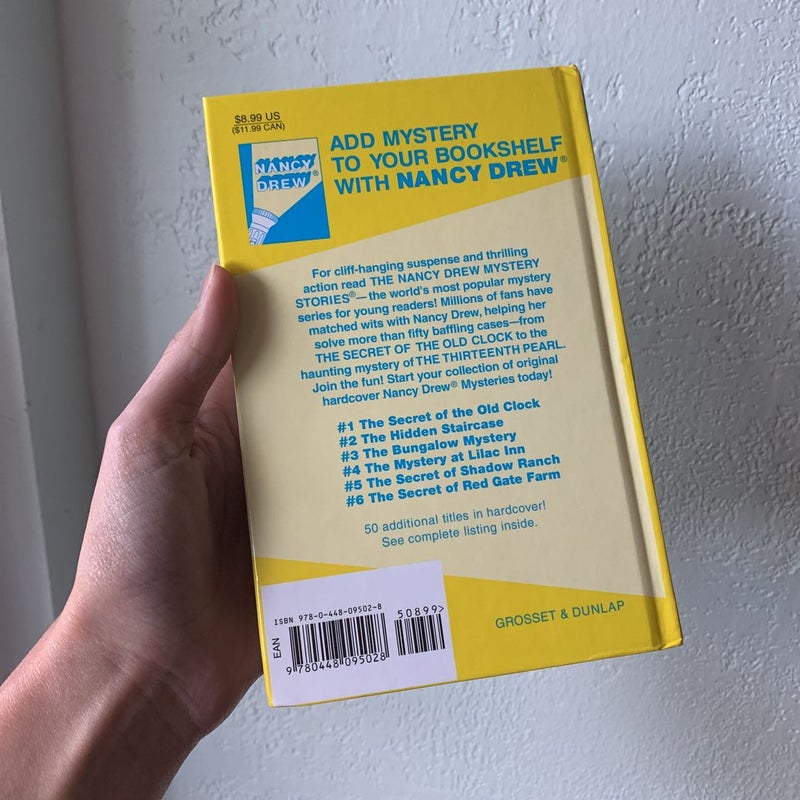 $8.99 US
($11.99 CAN)
NANCY
DREW®
ADD MYSTERY
TO YOUR BOOKSHELF
WITH NANCY DREW®
For cliff-hanging suspense and thrilling
action read THE NANCY DREW MYSTERY
STORIES®—the world's most popular mystery
series for young readers! Millions of fans have
matched wits with Nancy Drew, helping her
solve more than fifty baffling cases—from
THE SECRET OF THE OLD CLOCK to the
haunting mystery of THE THIRTEENTH PEARL.
Join the fun! Start your collection of original
hardcover Nancy Drew® Mysteries today!
#1 The Secret of the Old Clock
#2 The Hidden Staircase
#3 The Bungalow Mystery
#4 The Mystery at Lilac Inn
#5 The Secret of Shadow Ranch
#6 The Secret of Red Gate Farm
50 additional titles in hardcover!
See complete listing inside.
ISBN 978-0-448-09502-8
50899>
EAN
9 780448 095028
GROSSET & DUNLAP